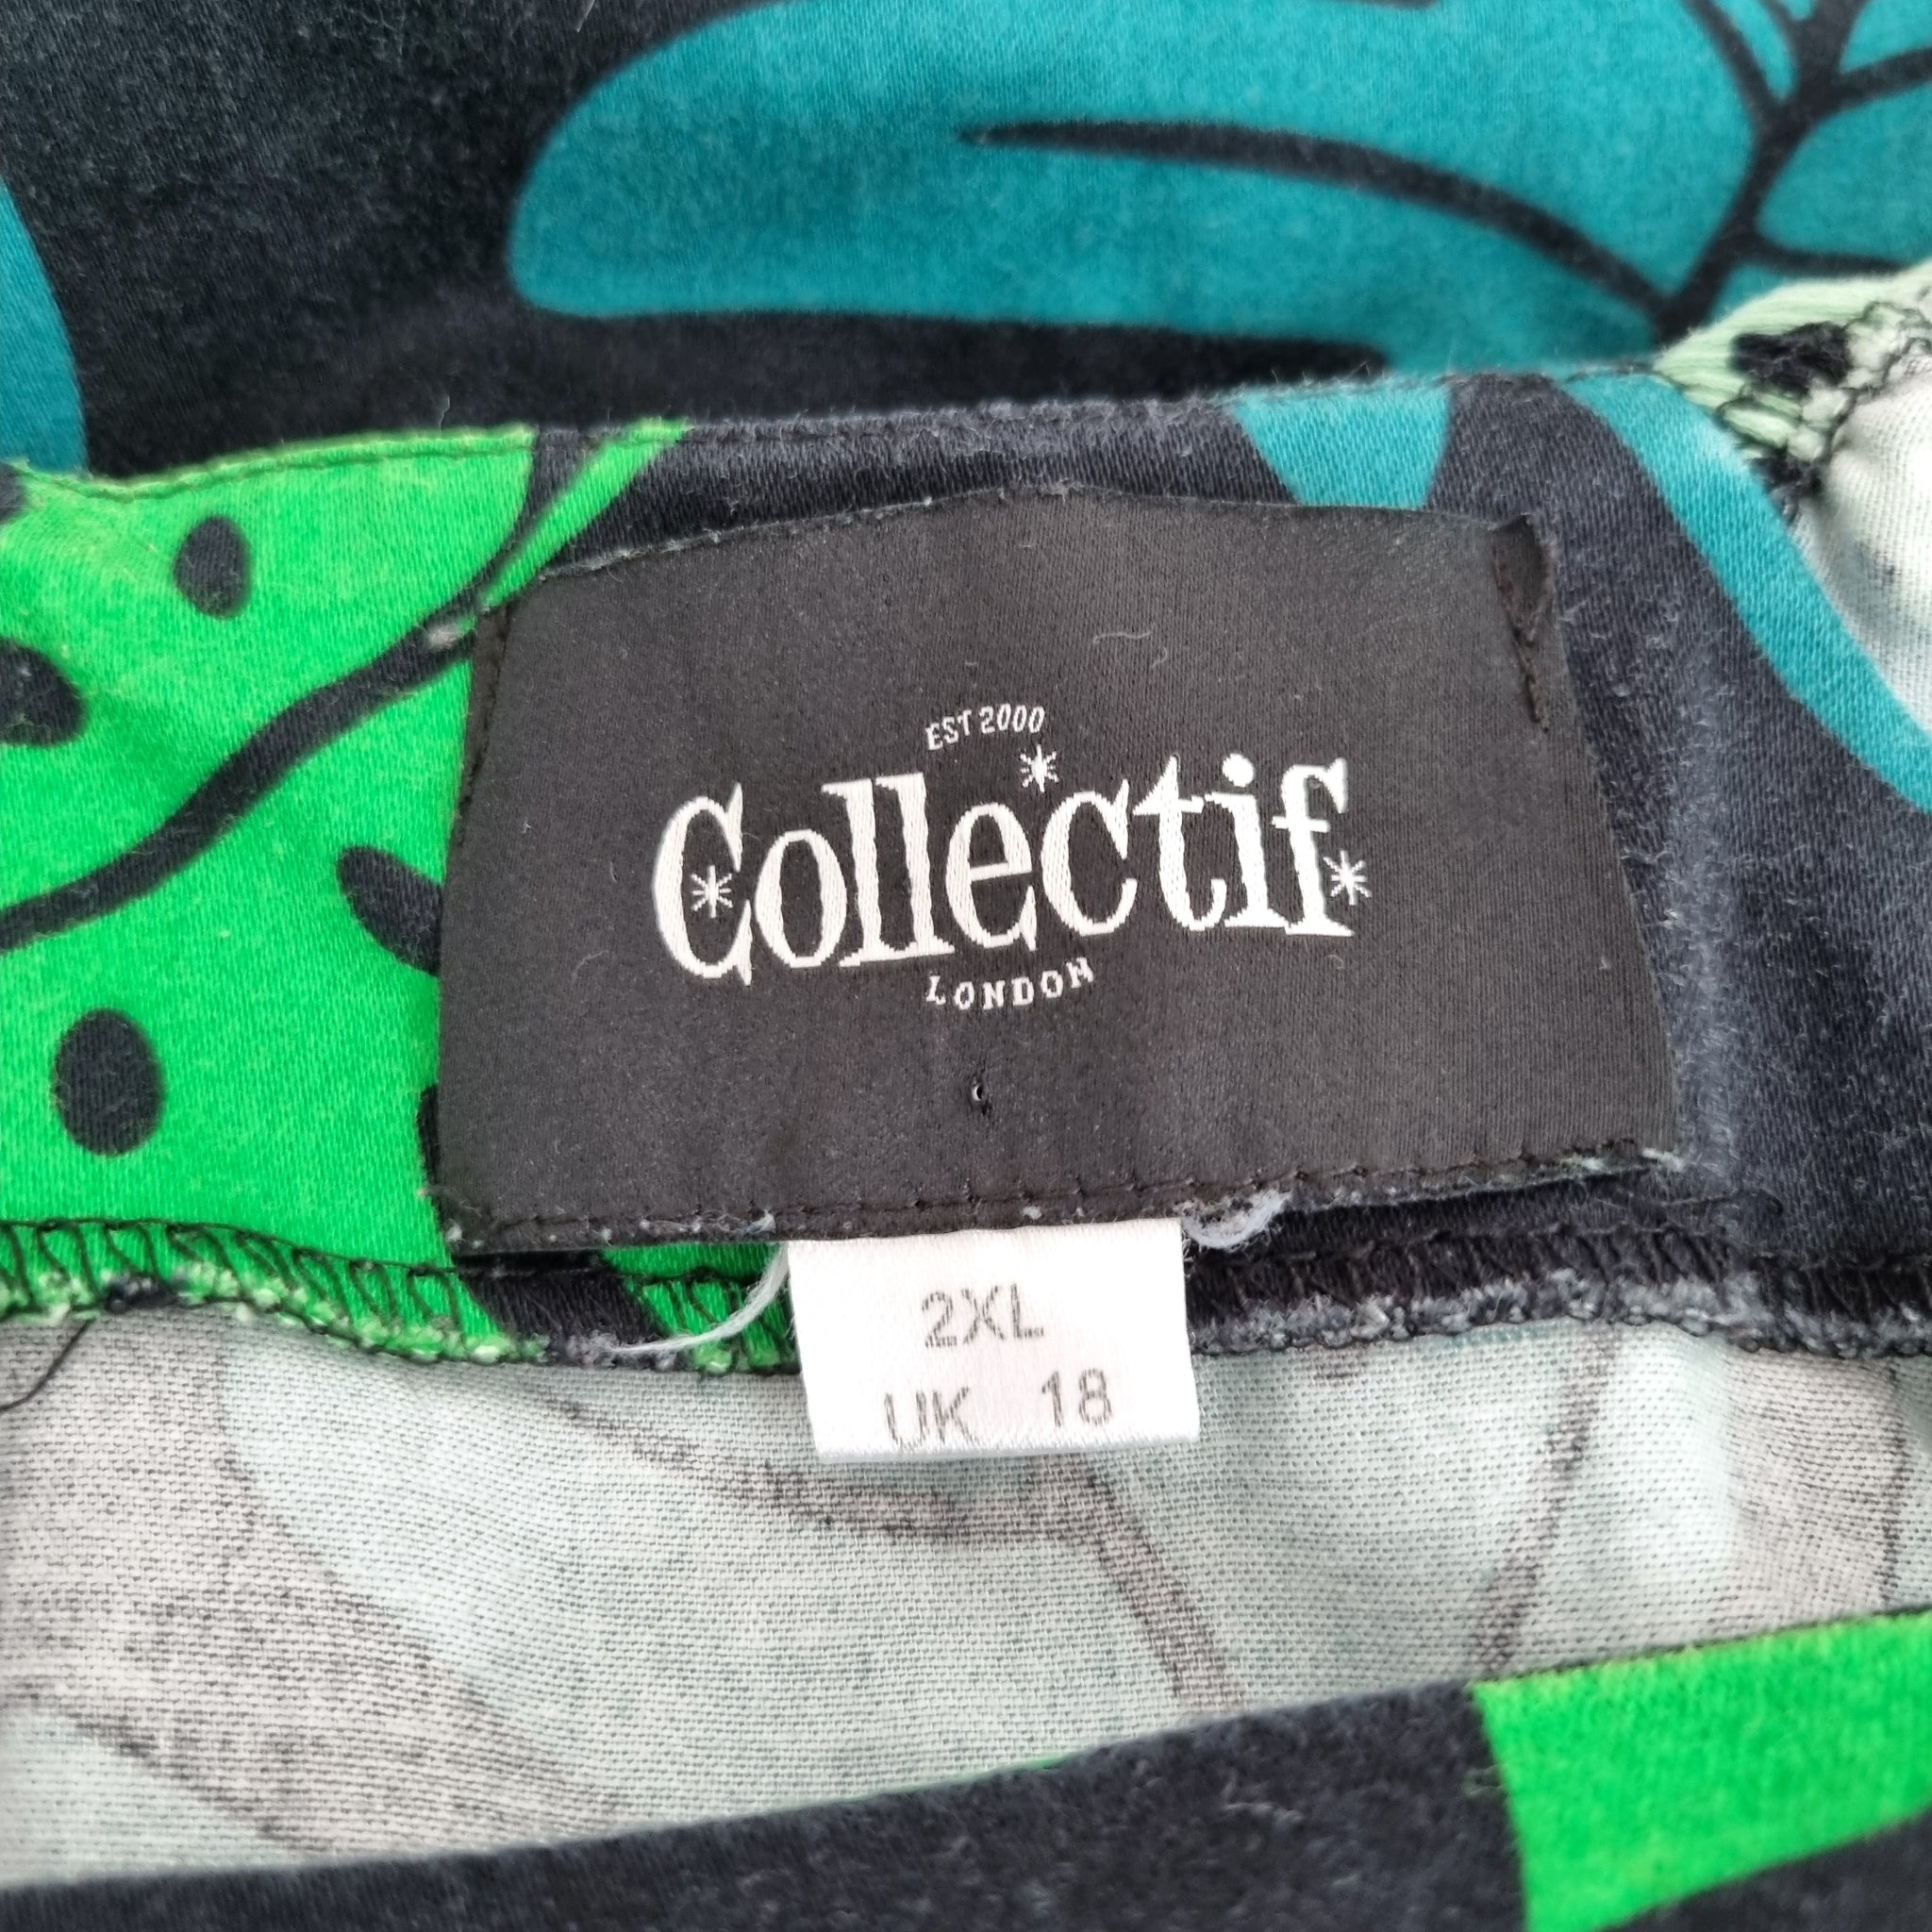 EST 2000
Collectif
LONDON
2XL
UK 18